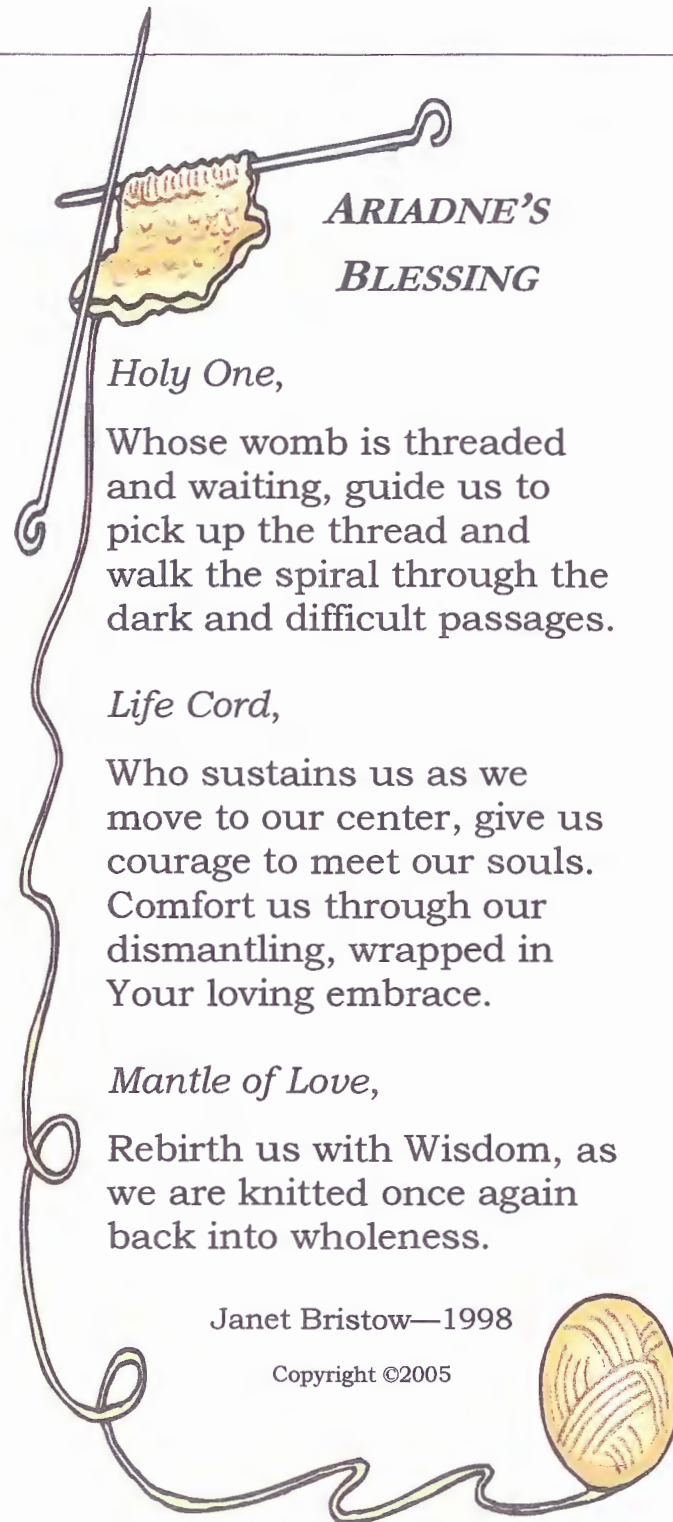 ARIADNE'S
BLESSING
Holy One,
Whose womb is threaded
and waiting, guide us to
pick up the thread and
walk the spiral through the
dark and difficult passages.
Life Cord,
Who sustains us as we
move to our center, give us
courage to meet our souls.
Comfort us through our
dismantling, wrapped in
Your loving embrace.
Mantle of Love,
Rebirth us with Wisdom, as
we are knitted once again
back into wholeness.
Janet Bristow—1998
Copyright ©2005